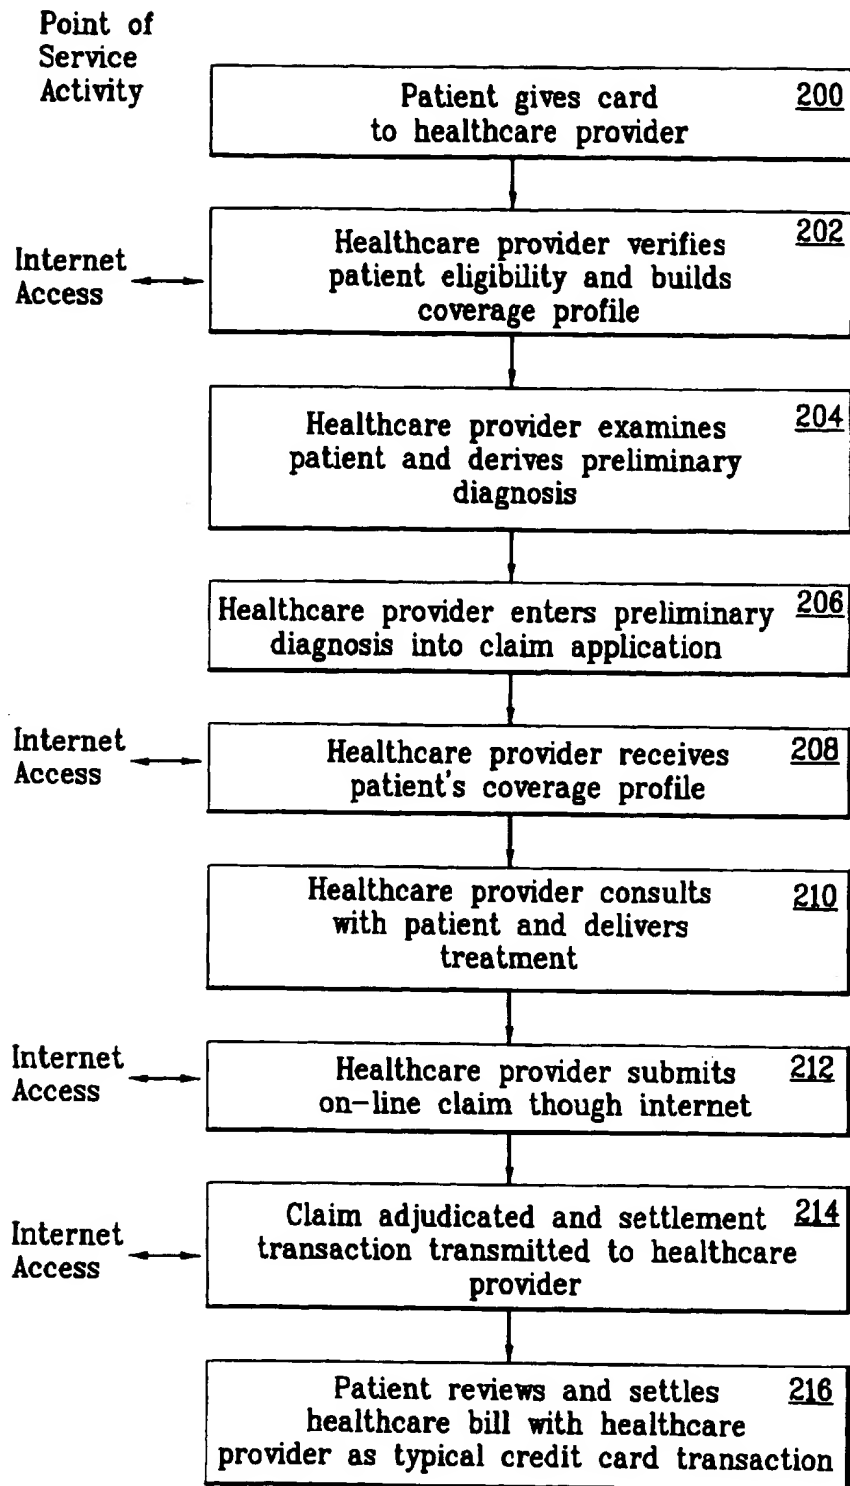 Point of
Service
Activity
Patient gives card
to healthcare provider
200
Internet
Access
Healthcare provider verifies
patient eligibility and builds
coverage profile
202
Healthcare provider examines
patient and derives preliminary
diagnosis
204
Healthcare provider enters preliminary
diagnosis into claim application
206
Internet
Access
Healthcare provider receives
patient's coverage profile
208
Healthcare provider consults
with patient and delivers
treatment
210
Internet
Access
Healthcare provider submits
on-line claim though internet
212
Internet
Access
Claim adjudicated and settlement
transaction transmitted to healthcare
provider
214
Patient reviews and settles
healthcare bill with healthcare
provider as typical credit card transaction
216